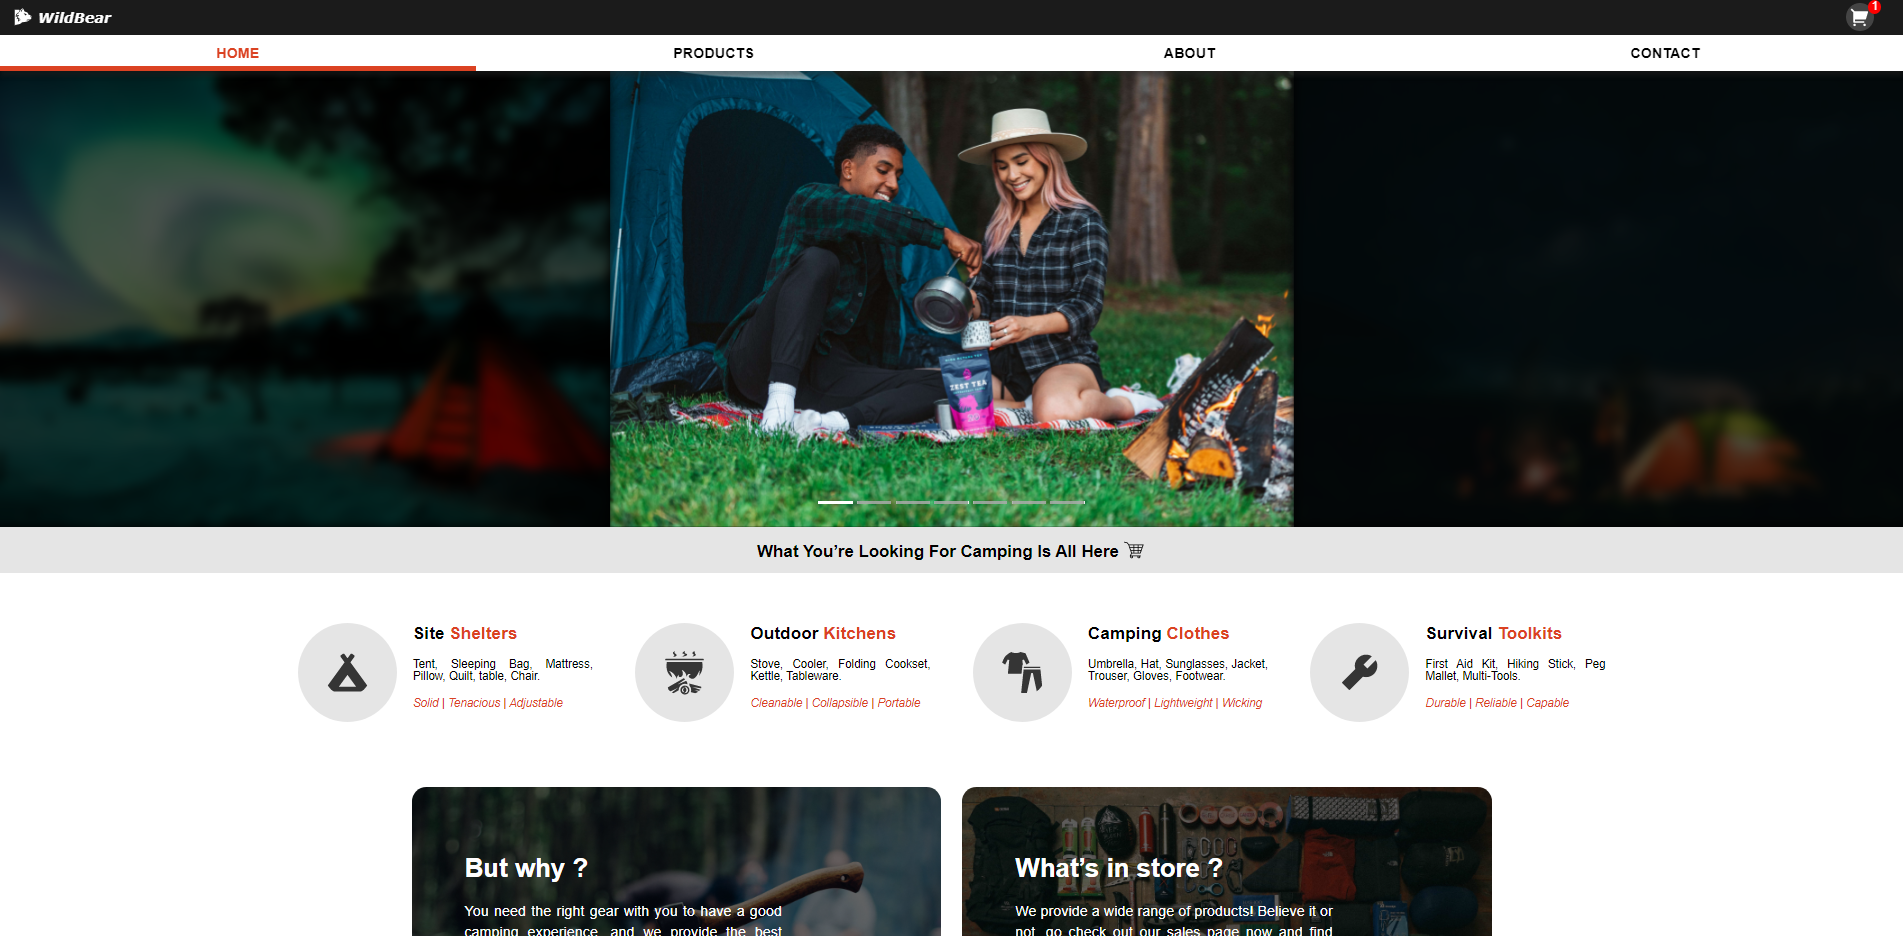 WildBear
1
HOME PRODUCTS ABOUT CONTACT
ZEST TEA
What You’re Looking For Camping Is All Here
Site Shelters
Tent, Sleeping Bag, Mattress,
Pillow, Quilt, table, Chair.
Solid | Tenacious | Adjustable
Outdoor Kitchens
Stove, Cooler, Folding Cookset,
Kettle, Tableware.
Cleanable | Collapsible | Portable
Camping Clothes
Umbrella, Hat, Sunglasses, Jacket,
Trouser, Gloves, Footwear.
Waterproof | Lightweight | Wicking
Survival Toolkits
First Aid Kit, Hiking Stick, Peg
Mallet, Multi-Tools.
Durable | Reliable | Capable
But why ?
You need the right gear with you to have a good
camping experience, and we provide the best
What’s in store ?
We provide a wide range of products! Believe it or
not, go check out our sales page now and find